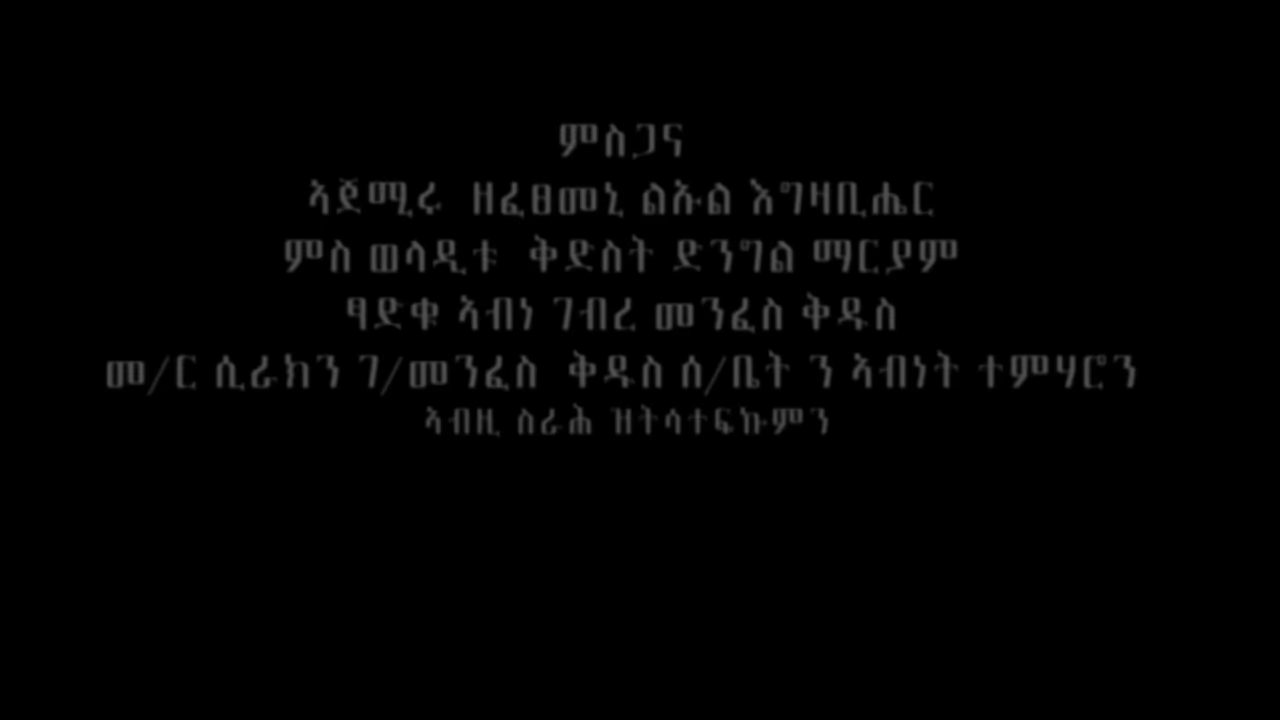 ምስጋና
ኣጀሚሩ ዘፈፀመኒ ልኡል እግዛቢሔር
ምስ ወላዲቱ ቅድስት ድንግል ማርያም
ፃድቁ ኣብነ ገብረ መንፈስ ቅዱስ
መ/ር ሲራክን ገ/መንፈስ ቅዱስ ሰ/ቤት ን ኣብነት ተምሃሮን
ኣብዚ ስራሕ ዝትሳተፍኩምን